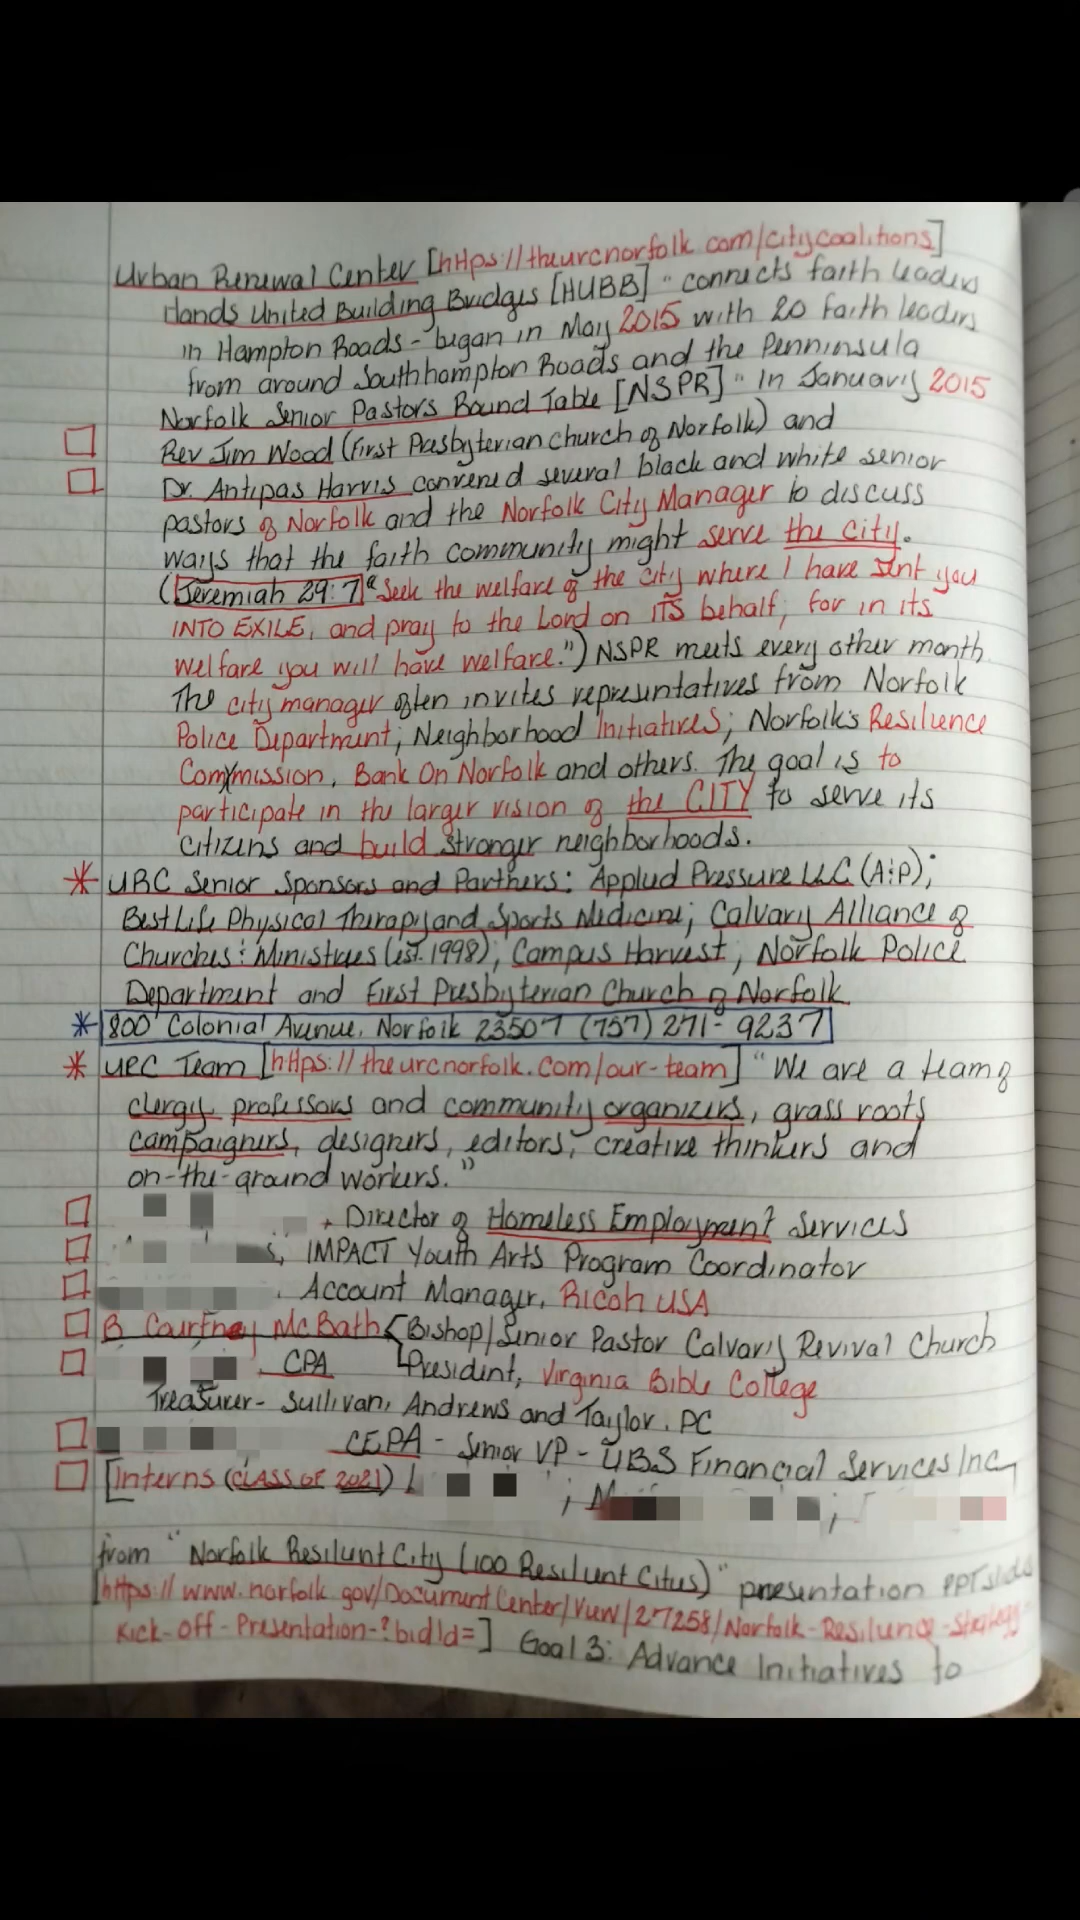 Urban Renewal Center [https://theurcnorfolk.com/citycoalitions]
Hands United Building Bridges [HUBB] "connects faith leaders
in Hampton Roads - began in May 2015 with 20 faith leaders
from around Southhampton Roads and the Penninsula
Norfolk Senior Pastors Round Table [NSPR] "In January 2015
Rev Jim Wood (First Presbyterian church of Norfolk) and
Dr. Antipas Harris convened several black and white senior
pastors of Norfolk and the Norfolk City Manager to discuss
ways that the faith community might serve the city.
(Jeremiah 29:7 "Seek the welfare of the city where I have sent you
INTO EXILE, and pray to the Lord on ITS behalf, for in its
welfare you will have welfare.") NSPR meets every other month
The city manager often invites representatives from Norfolk
Police Department, Neighborhood Initiatives; Norfolk's Resilience
Commission, Bank On Norfolk and others. The goal is to
participate in the larger vision of the CITY to serve its
citizens and build stronger neighborhoods.
* URC Senior Sponsors and Partners: Applied Pressure LLC (A:P);
Best Life Physical Therapy and Sports Medicine; Calvary Alliance of
Churches : Ministries (est. 1998); Campus Harvest, Norfolk Police
Department and First Presbyterian Church of Norfolk
* 800 Colonial Avenue, Norfolk 23507 (757) 271-9237
* URC Team [https://theurcnorfolk.com/our-team] "We are a team of
clergy, professors and community organizers, grass roots
campaigners, designers, editors, creative thinkers and
on-the-ground workers."
, Director of Homeless Employment Services
s, IMPACT Youth Arts Program Coordinator
. Account Manager, Ricoh USA
B Courtney McBath [Bishop/Senior Pastor Calvary Revival Church
. CPA President, Virginia Bible College
Treasurer - Sullivan, Andrews and Taylor, PC
CEPA - Senior VP - UBS Financial Services Inc,
[Interns (CLASS OF 2021)
from "Norfolk Resilient City (100 Resilient Cities)" presentation PPT slides
[https://www.norfolk.gov/DocumentCenter/View/27258/Norfolk-Resilience-Strategy-
Kick-off-Presentation-?bidId=] Goal 3: Advance Initiatives to